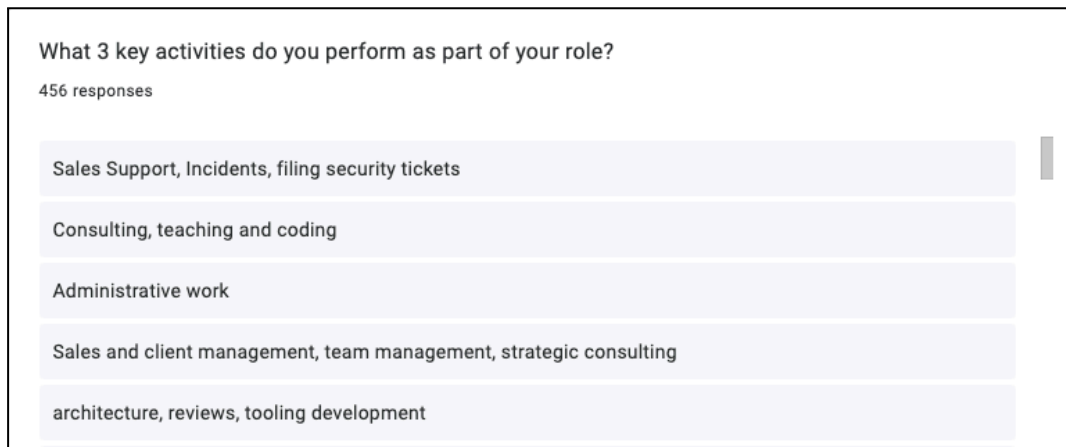 What 3 key activities do you perform as part of your role?
456 responses
Sales Support, Incidents, filing security tickets
Consulting, teaching and coding
Administrative work
Sales and client management, team management, strategic consulting
architecture, reviews, tooling development